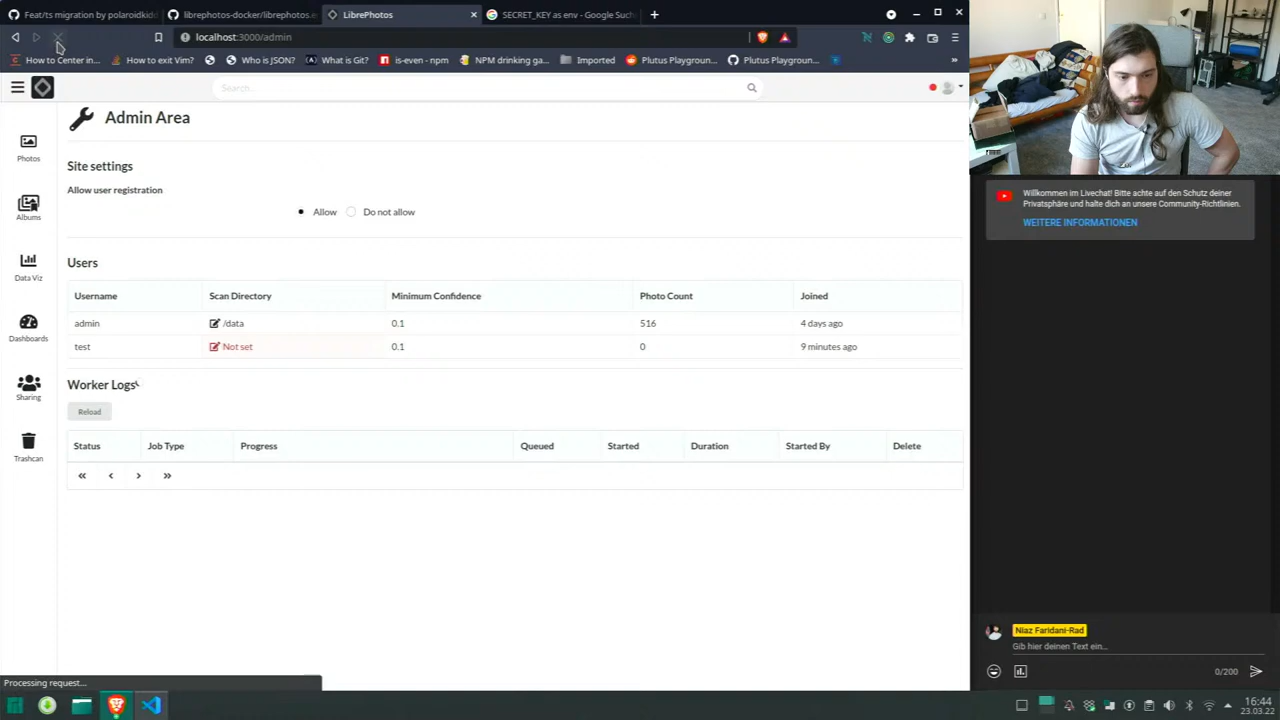 Feat/ts migration by polaroidkidd
librephotos-docker/librephotos.e
LibrePhotos
SECRET_KEY as env - Google Such
localhost:3000/admin
How to Center in...
How to exit Vim?
Who is JSON?
What is Git?
is-even - npm
NPM drinking ga...
Imported
Plutus Playgroun...
Plutus Playgroun...
Search...
Admin Area
Photos
Albums
Data Viz
Dashboards
Sharing
Trashcan
Site settings
Allow user registration
Allow
Do not allow
Users
Username Scan Directory Minimum Confidence Photo Count Joined
admin /data 0.1 516 4 days ago
test Not set 0.1 0 9 minutes ago
Worker Logs
Reload
Status Job Type Progress Queued Started Duration Started By Delete
Processing request...
Willkommen im Livechat! Bitte achte auf den Schutz deiner
Privatsphäre und halte dich an unsere Community-Richtlinien.
WEITERE INFORMATIONEN
Niaz Faridani-Rad
Gib hier deinen Text ein...
0/200
16:44
23.03.22